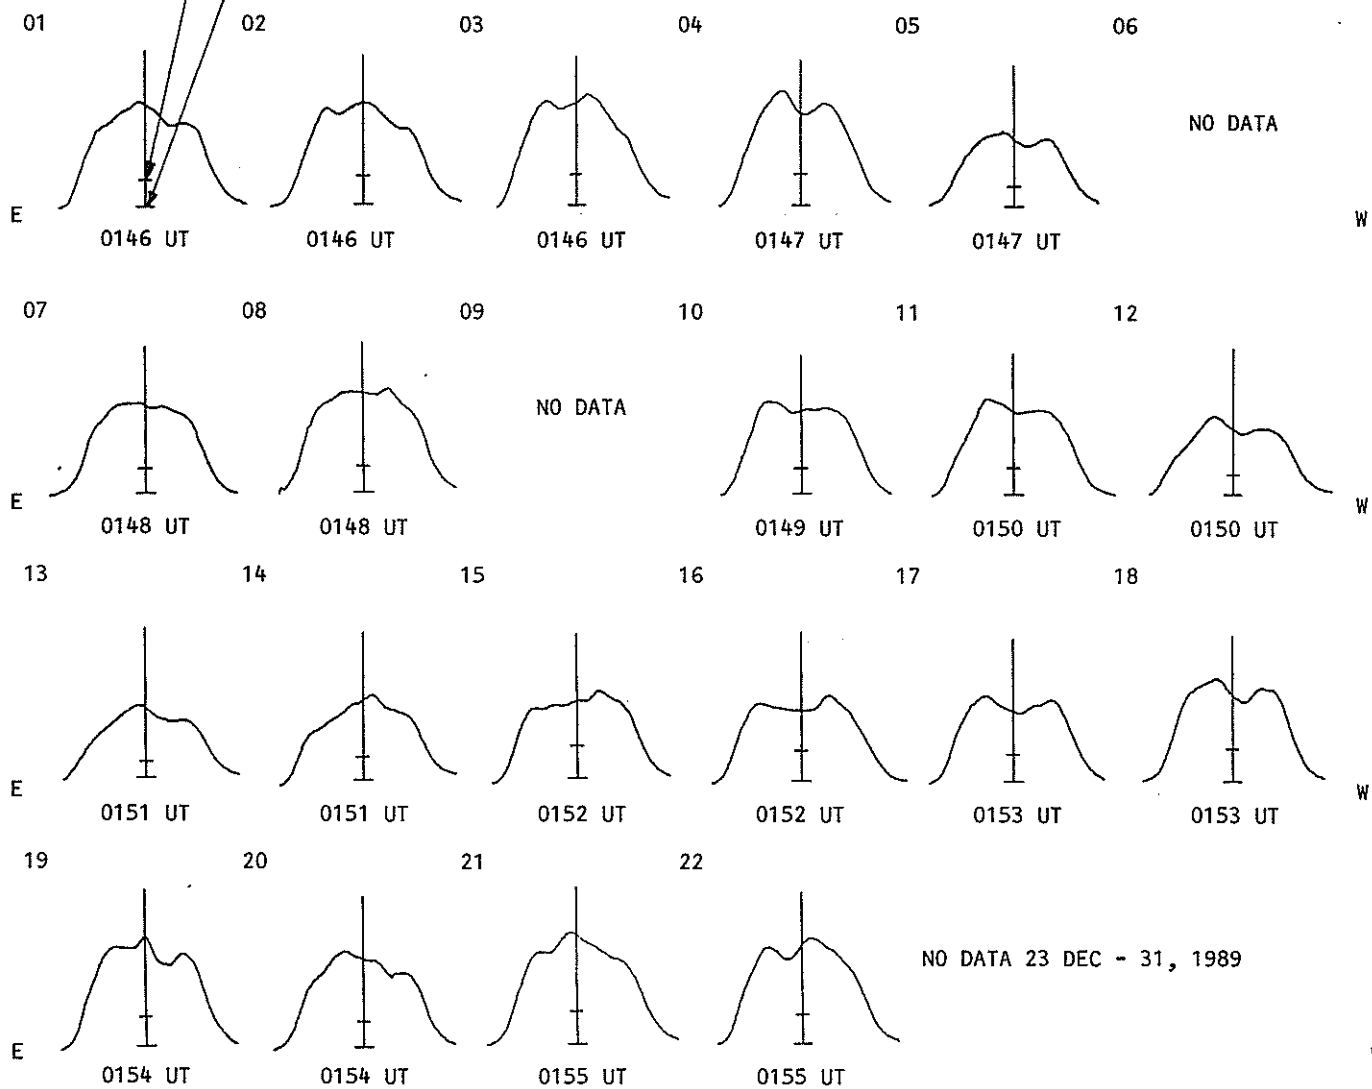 01 02 03 04 05 06
NO DATA
E W
0146 UT 0146 UT 0146 UT 0147 UT 0147 UT
07 08 09 10 11 12
NO DATA
E W
0148 UT 0148 UT 0149 UT 0150 UT 0150 UT
13 14 15 16 17 18
E W
0151 UT 0151 UT 0152 UT 0152 UT 0153 UT 0153 UT
19 20 21 22
NO DATA 23 DEC - 31, 1989
E
0154 UT 0154 UT 0155 UT 0155 UT